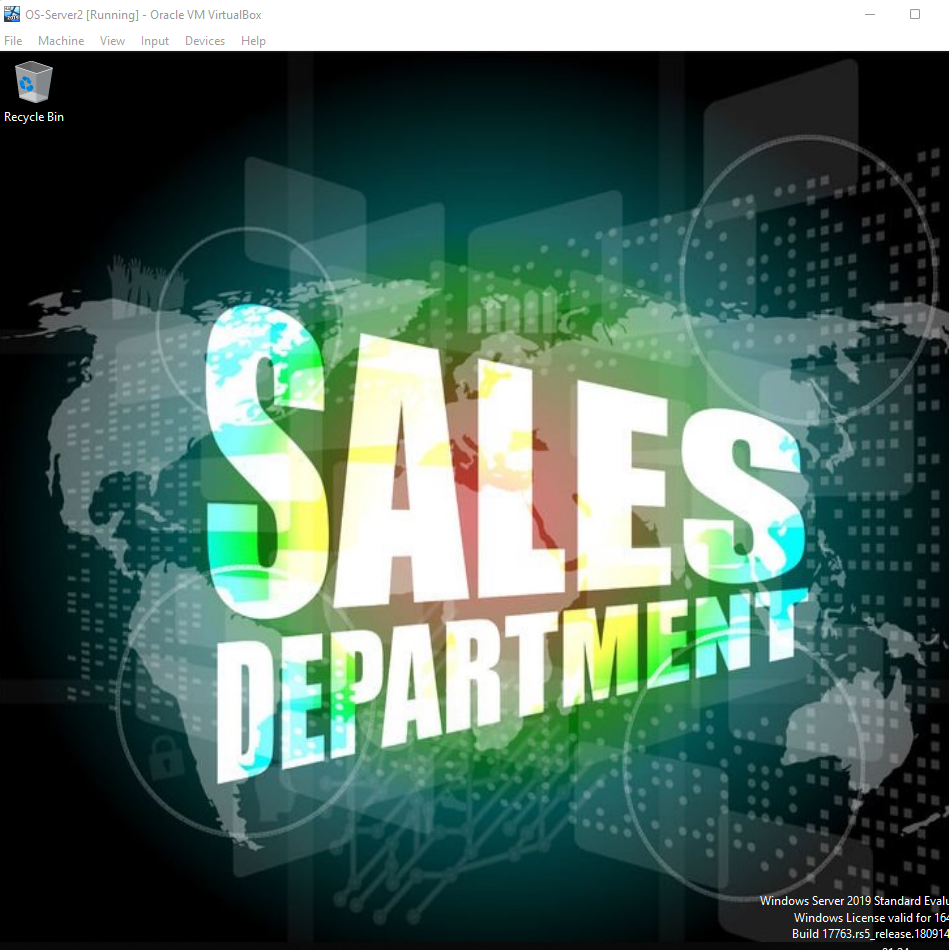 OS-Server2 [Running] - Oracle VM VirtualBox
File Machine View Input Devices Help
Recycle Bin
SALES
DEPARTMENT
Windows Server 2019 Standard Evalu
Windows License valid for 164
Build 17763.rs5_release.180914